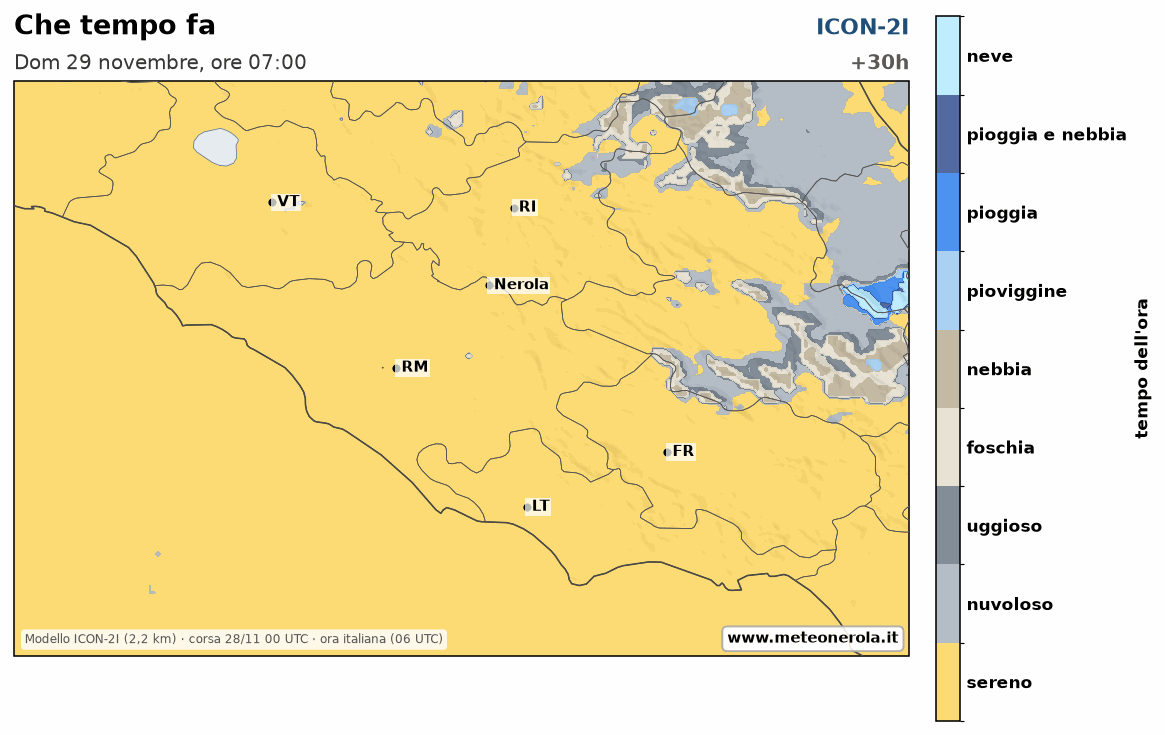 Che tempo fa
ICON-2I
Dom 29 novembre, ore 07:00
+30h
neve
pioggia e nebbia
pioggia
pioviggine
nebbia
foschia
uggioso
nuvoloso
sereno
tempo dell'ora
VT
RI
Nerola
RM
FR
LT
Modello ICON-2I (2,2 km) · corsa 28/11 00 UTC · ora italiana (06 UTC)
www.meteonerola.it